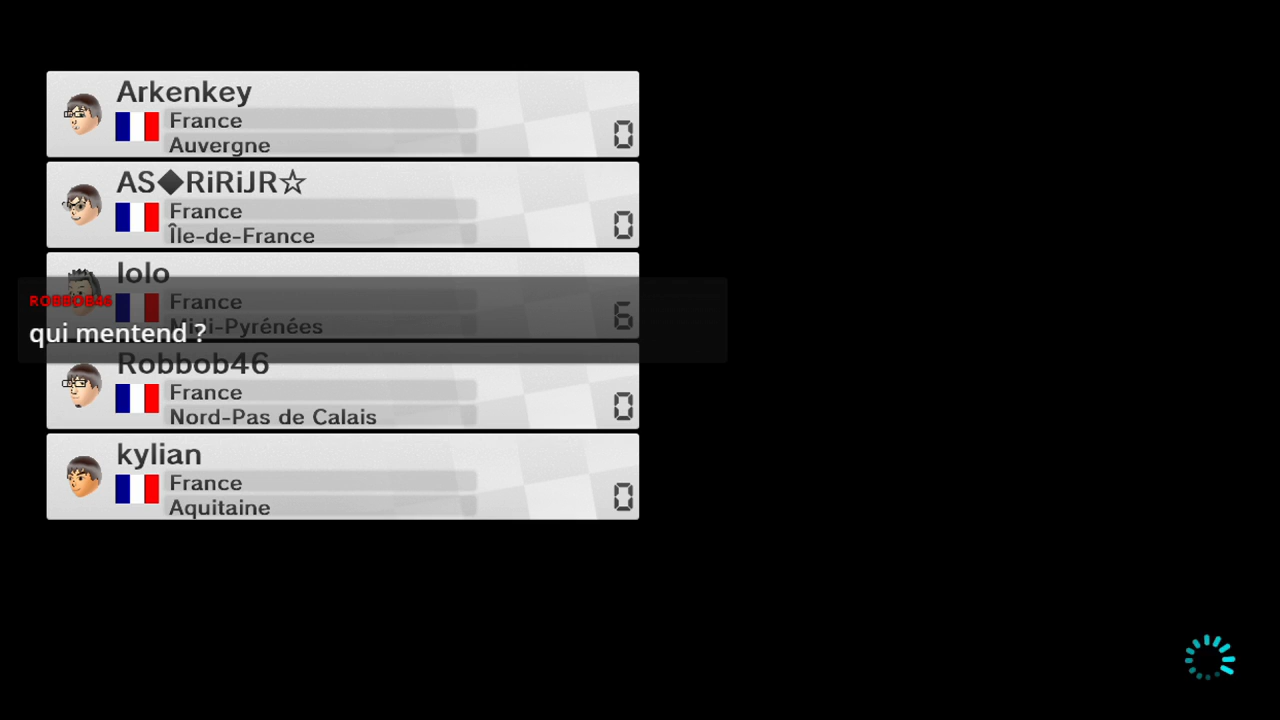 Arkenkey
France
Auvergne
0
AS◆RiRiJR☆
France
Île-de-France
0
lolo
France
Midi-Pyrénées
6
ROBBOB46
qui mentend ?
Robbob46
France
Nord-Pas de Calais
0
kylian
France
Aquitaine
0